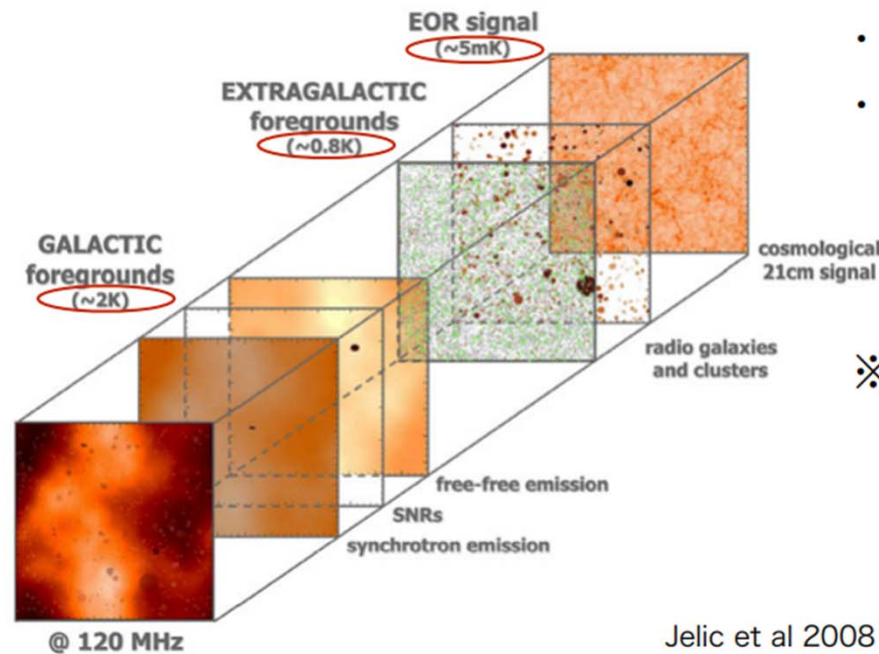 EOR signal
(~5mK)
EXTRAGALACTIC
foregrounds
(~0.8K)
GALACTIC
foregrounds
(~2K)
cosmological
21cm signal
radio galaxies
and clusters
※
free-free emission
SNRs
synchrotron emission
@ 120 MHz
Jelic et al 2008